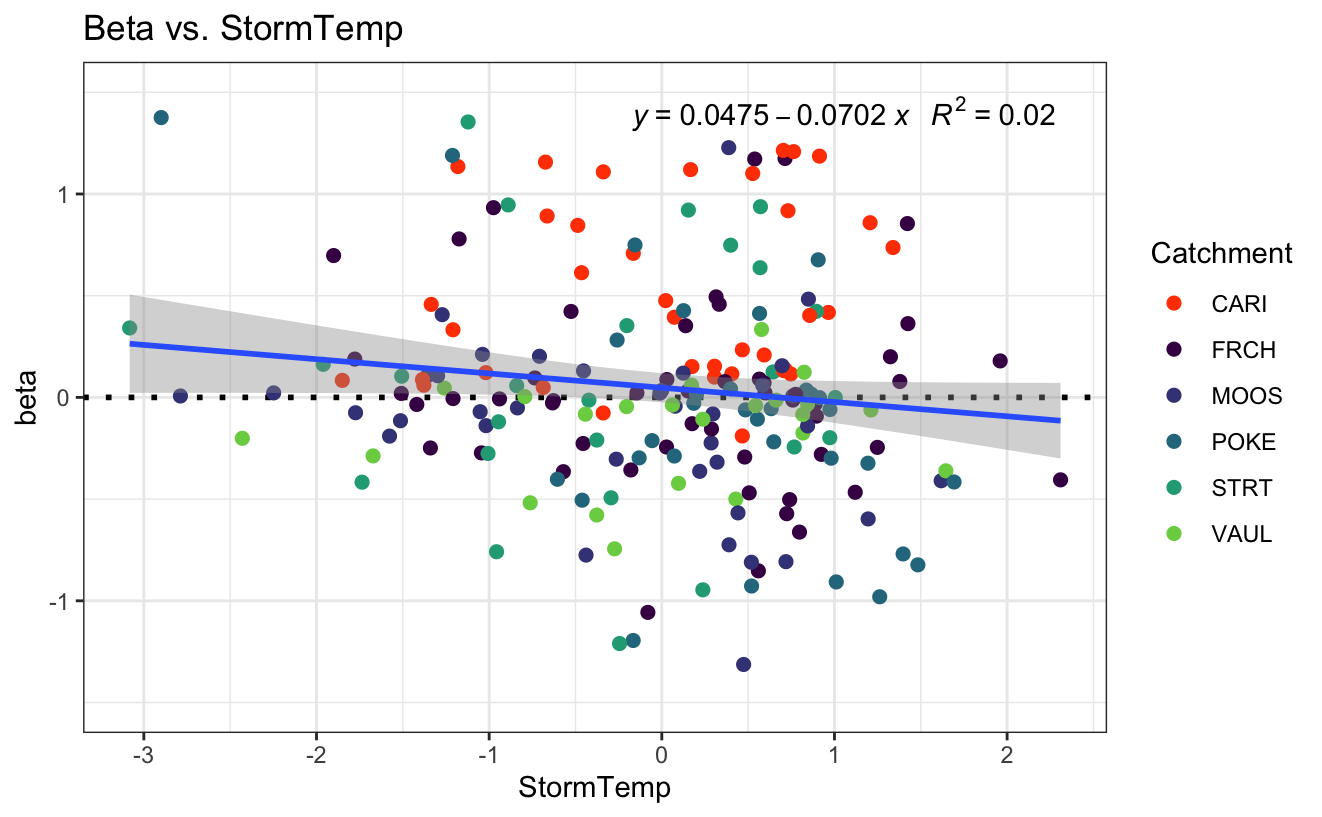 Beta vs. StormTemp
y = 0.0475 – 0.0702 x R² = 0.02
1
0
-1
beta
-3 -2 -1 0 1 2
StormTemp
Catchment
CARI
FRCH
MOOS
POKE
STRT
VAUL